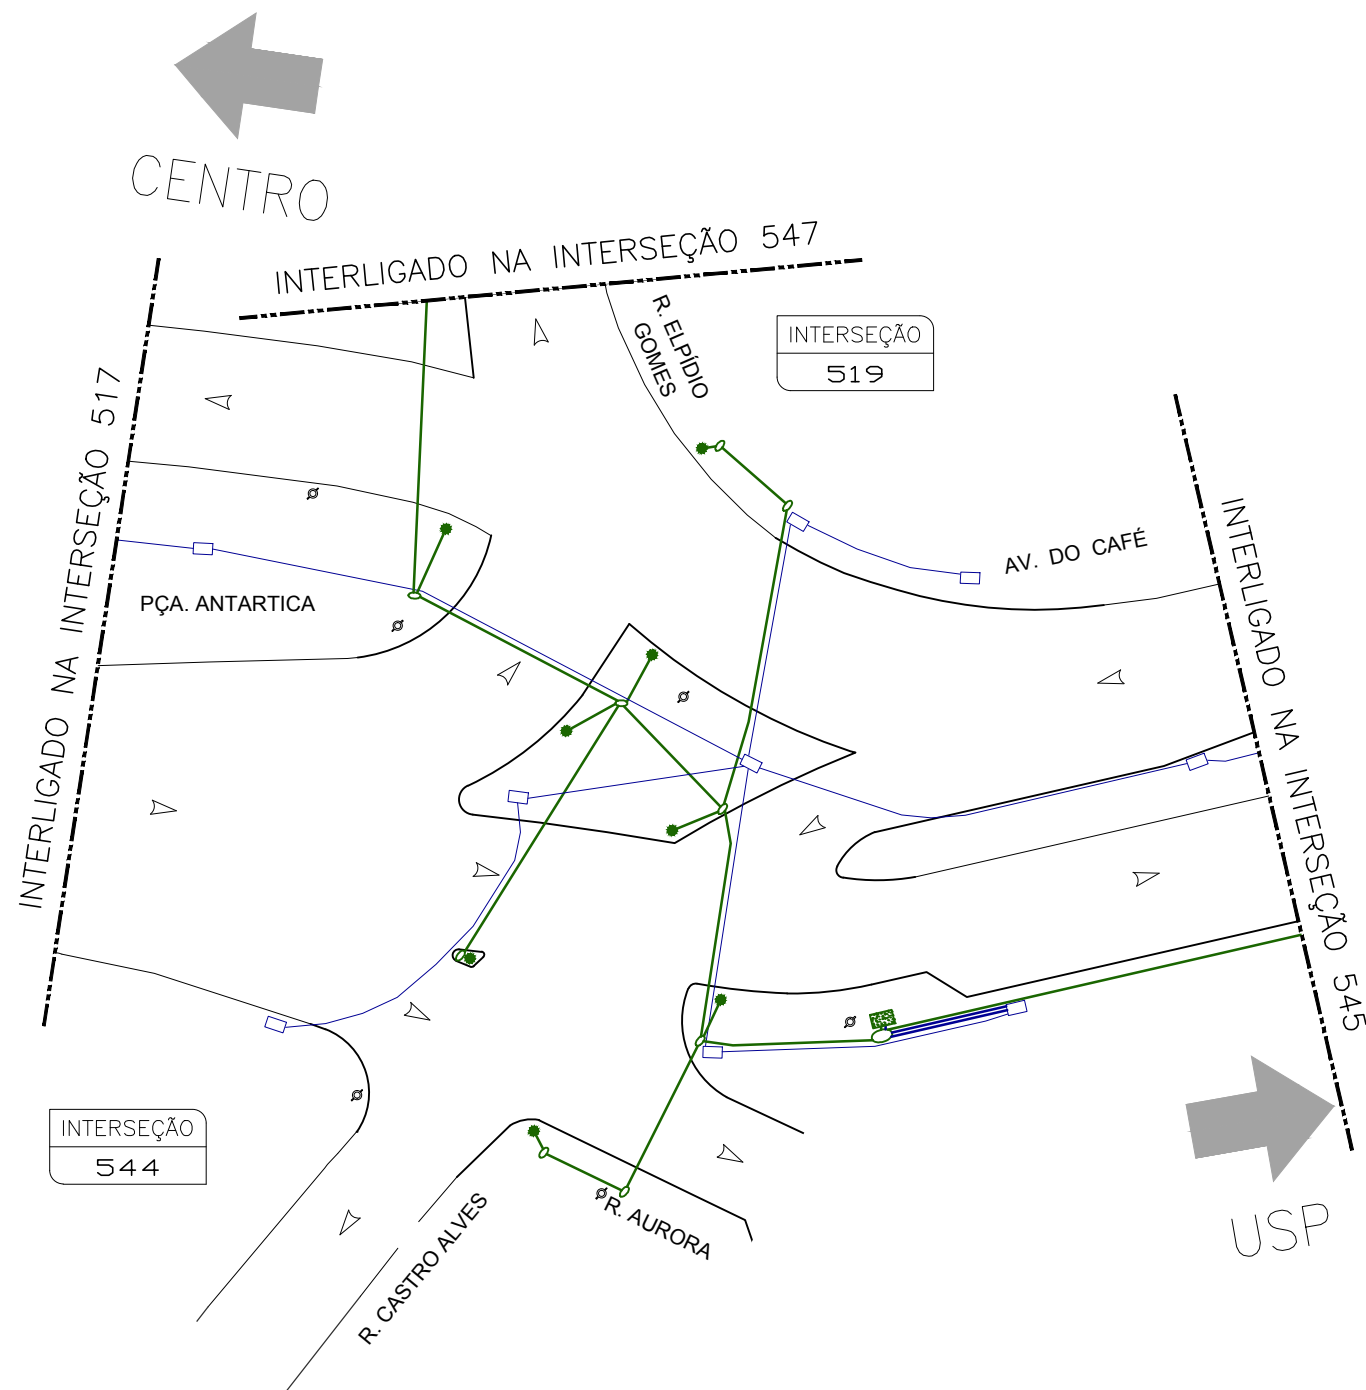 CENTRO
INTERLIGADO NA INTERSEÇÃO 547
R. ELPÍDIO
GOMES
INTERSEÇÃO
519
INTERLIGADO NA INTERSEÇÃO 517
AV. DO CAFÉ
PÇA. ANTARTICA
INTERLIGADO NA INTERSEÇÃO 545
INTERSEÇÃO
544
R. CASTRO ALVES
R. AURORA
USP